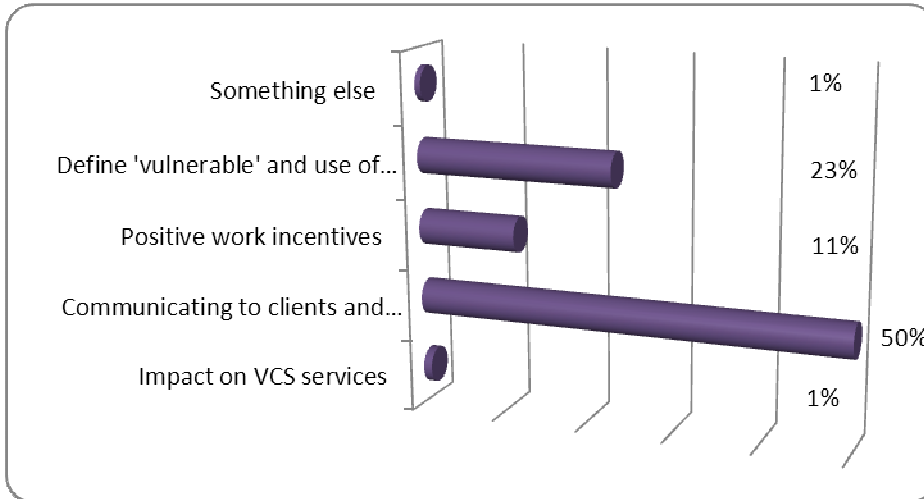 Something else
1%
Define 'vulnerable' and use of...
23%
Positive work incentives
11%
Communicating to clients and...
50%
Impact on VCS services
1%